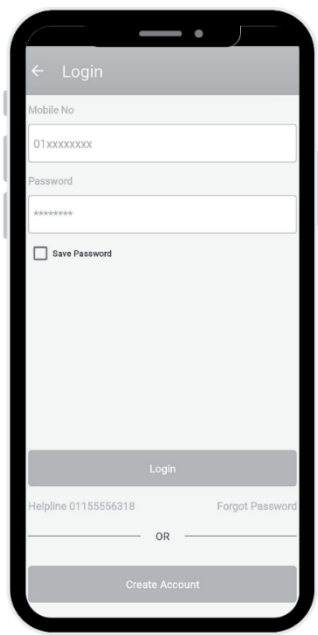 Login
Mobile No
01xxxxxxxx
Password
********
Save Password
Login
Helpline 01155556318 Forgot Password
OR
Create Account